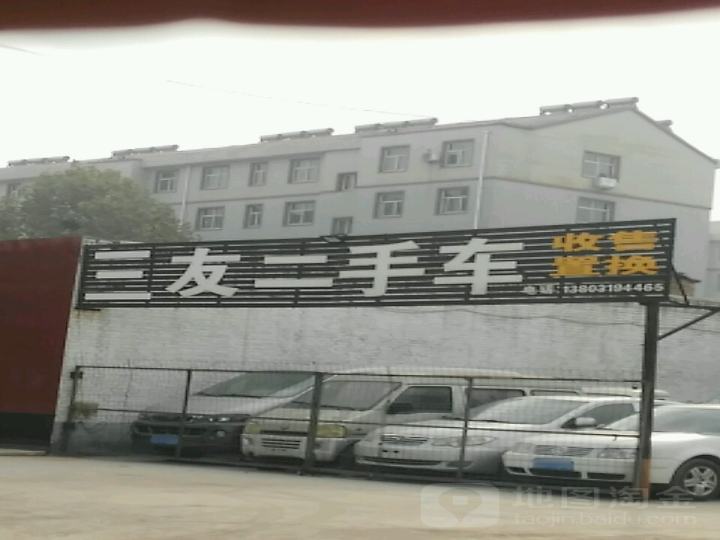 三友二手车
收售
置换
电话:13803194465
地图淘金
taojin.baidu.com